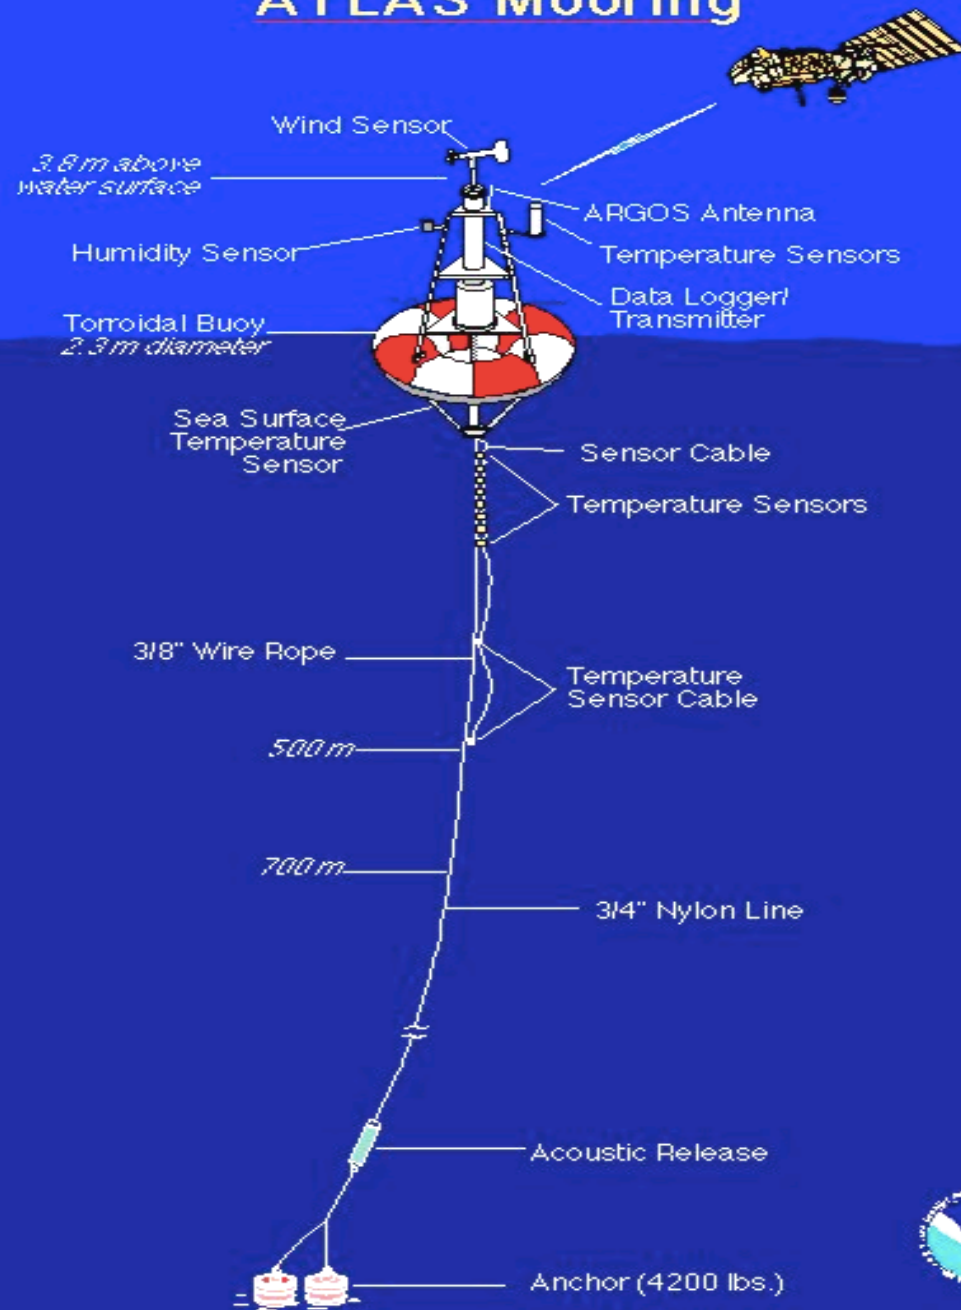 ATLAS Mooring
Wind Sensor
3.8 m above
water surface
ARGOS Antenna
Humidity Sensor
Temperature Sensors
Data Logger/
Transmitter
Torroidal Buoy
2.3 m diameter
Sea Surface
Temperature
Sensor
Sensor Cable
Temperature Sensors
3/8" Wire Rope
Temperature
Sensor Cable
500 m
700 m
3/4" Nylon Line
Acoustic Release
Anchor (4200 lbs.)